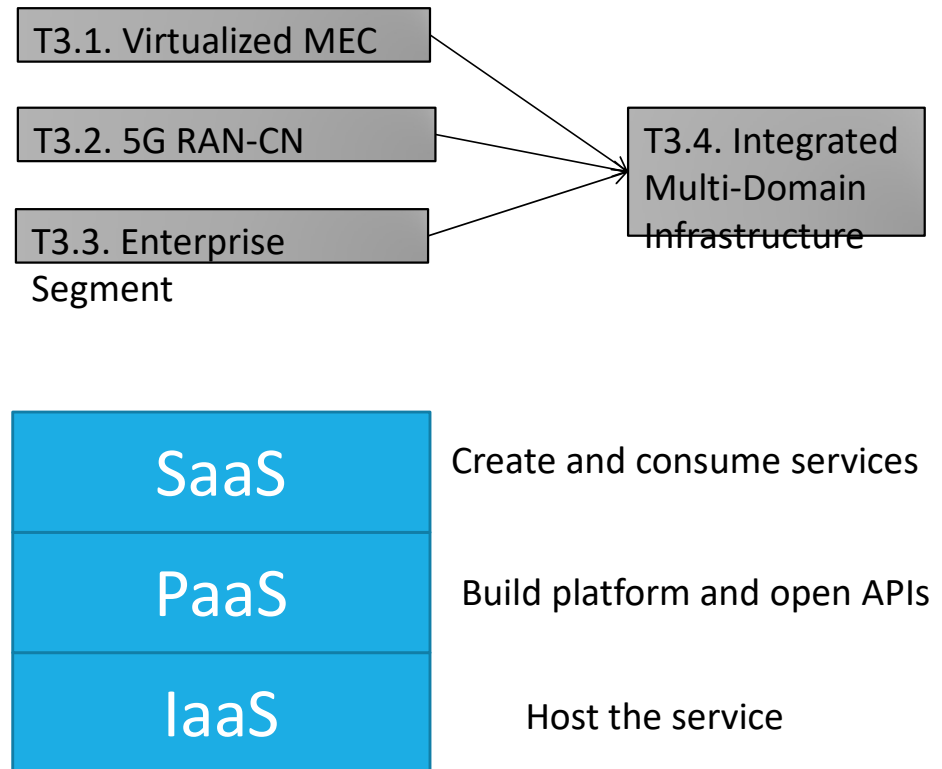 T3.1. Virtualized MEC
T3.2. 5G RAN-CN
T3.3. Enterprise
Segment
T3.4. Integrated
Multi-Domain
Infrastructure
SaaS
Create and consume services
PaaS
Build platform and open APIs
IaaS
Host the service